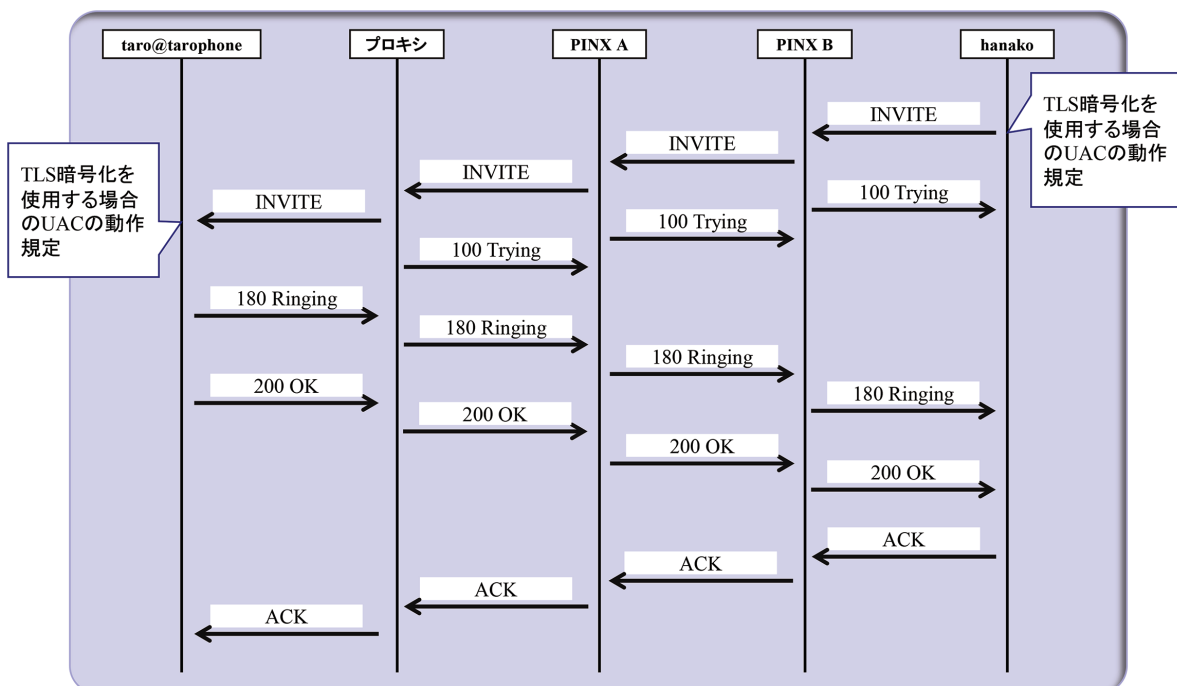 taro@tarophone
プロキシ
PINX A
PINX B
hanako
TLS暗号化を
使用する場合
のUACの動作
規定
INVITE
INVITE
TLS暗号化を
使用する場合
のUACの動作
規定
INVITE
100 Trying
INVITE
100 Trying
100 Trying
180 Ringing
180 Ringing
180 Ringing
200 OK
180 Ringing
200 OK
200 OK
200 OK
ACK
ACK
ACK
ACK